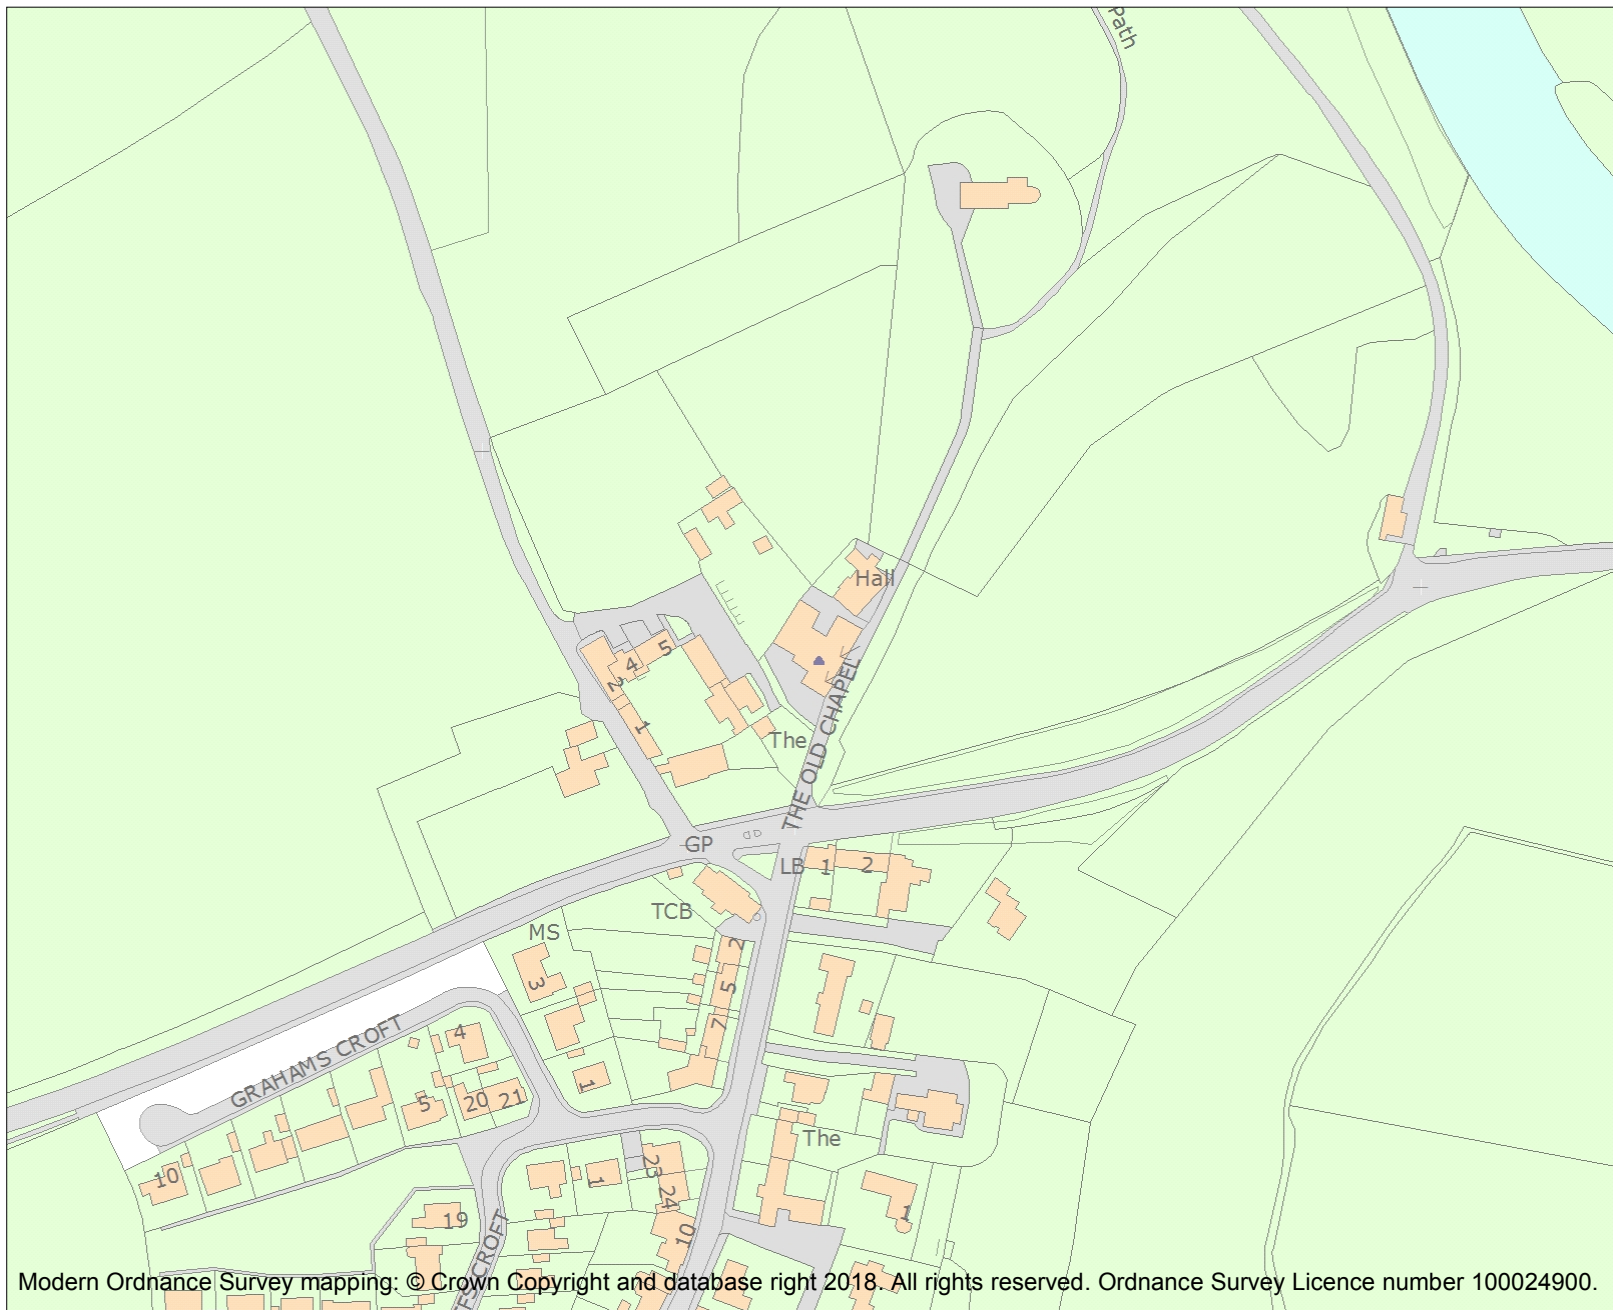 Path
Hall
5
4
2
1
The
THE OLD CHAPEL
GP
LB
1
2
TCB
MS
2
3
5
7
GRAHAMS CROFT
4
1
5
20
21
The
10
23
1
24
19
1
10
Modern Ordnance Survey mapping: © Crown Copyright and database right 2018. All rights reserved. Ordnance Survey Licence number 100024900.